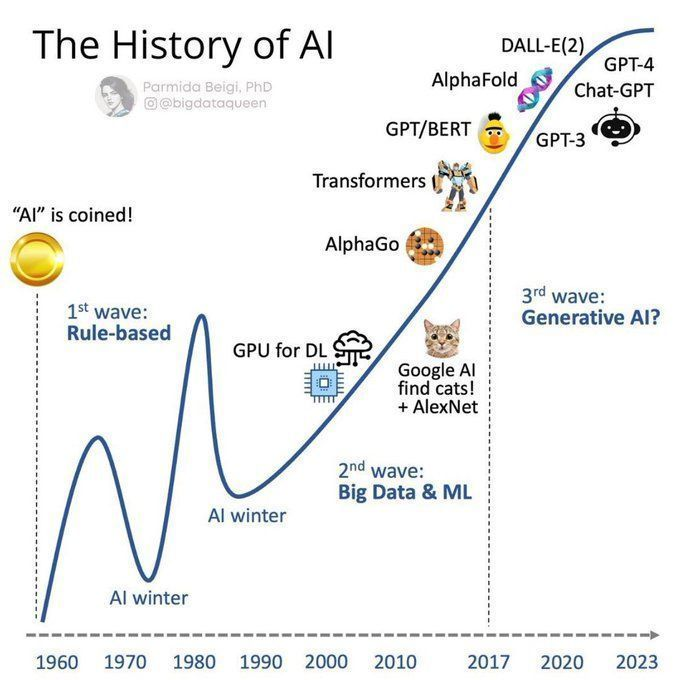 The History of AI
Parmida Beigi, PhD
@bigdataqueen
DALL-E(2)
GPT-4
AlphaFold
Chat-GPT
GPT/BERT
GPT-3
Transformers
“AI” is coined!
AlphaGo
1st wave:
Rule-based
3rd wave:
Generative AI?
GPU for DL
Google AI
find cats!
+ AlexNet
2nd wave:
Big Data & ML
AI winter
AI winter
1960 1970 1980 1990 2000 2010 2017 2020 2023